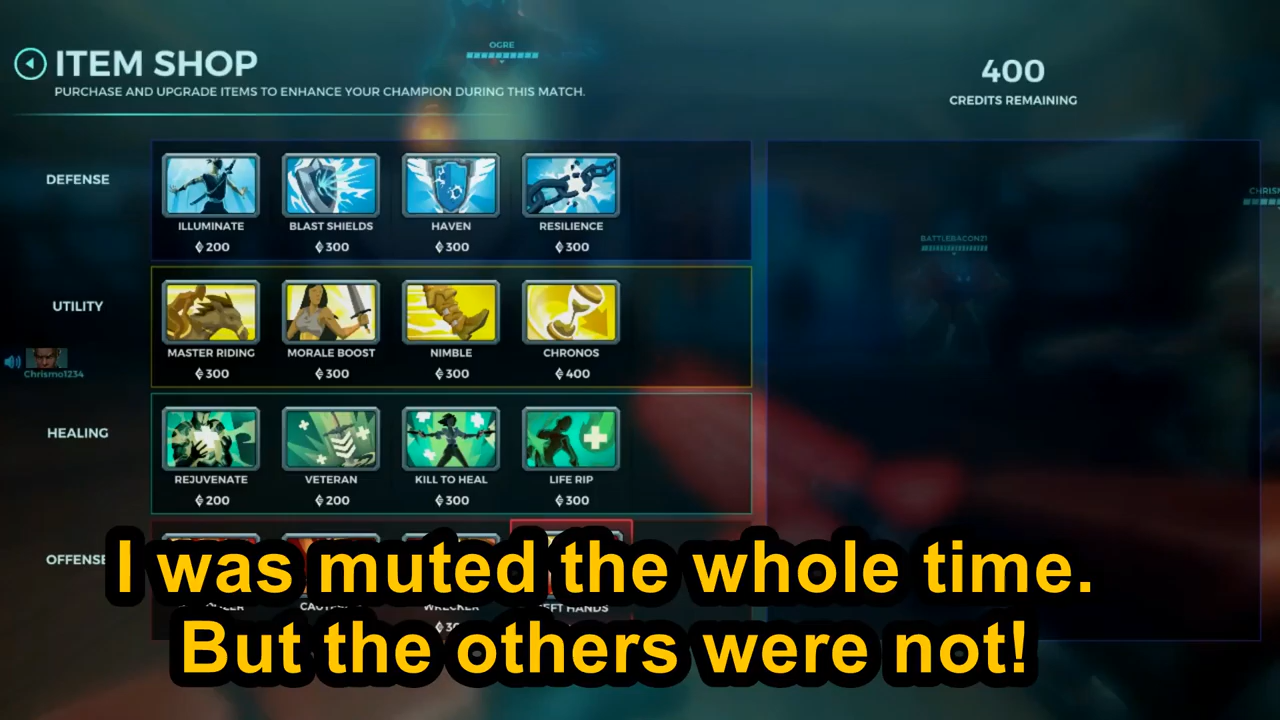 OGRE
ITEM SHOP
PURCHASE AND UPGRADE ITEMS TO ENHANCE YOUR CHAMPION DURING THIS MATCH.
400
CREDITS REMAINING
DEFENSE
ILLUMINATE
200
BLAST SHIELDS
300
HAVEN
300
RESILIENCE
300
BATTLEBACON21
UTILITY
MASTER RIDING
300
MORALE BOOST
300
NIMBLE
300
CHRONOS
400
Chrismo1234
HEALING
REJUVENATE
200
VETERAN
200
KILL TO HEAL
300
LIFE RIP
300
OFFENSE
I was muted the whole time.
But the others were not!